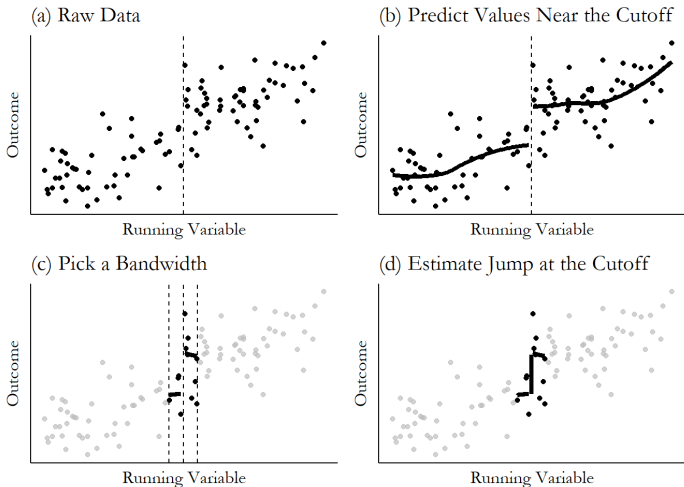 (a) Raw Data
Outcome
Running Variable
(b) Predict Values Near the Cutoff
Outcome
Running Variable
(c) Pick a Bandwidth
Outcome
Running Variable
(d) Estimate Jump at the Cutoff
Outcome
Running Variable